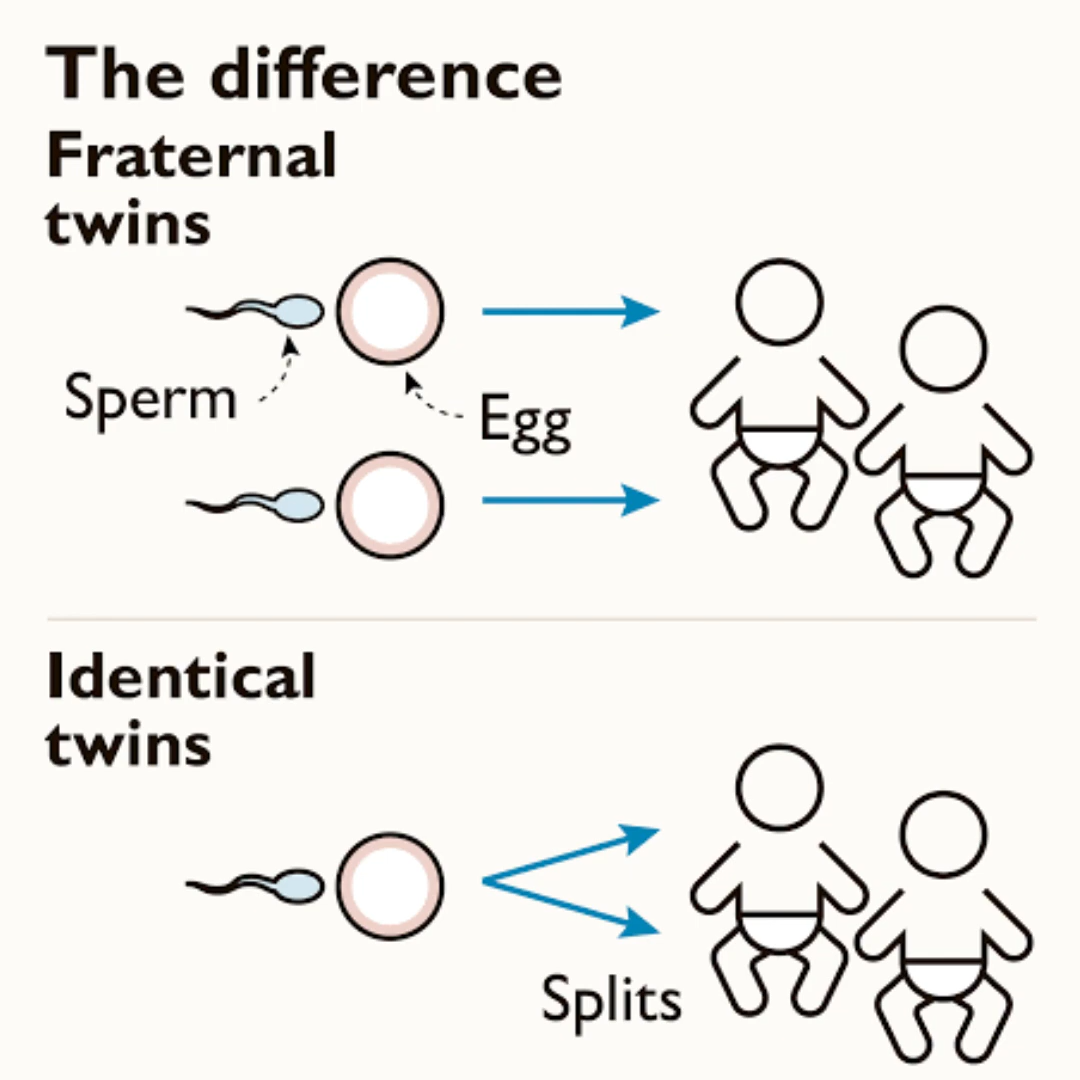 The difference
Fraternal
twins
Sperm
Egg
Identical
twins
Splits